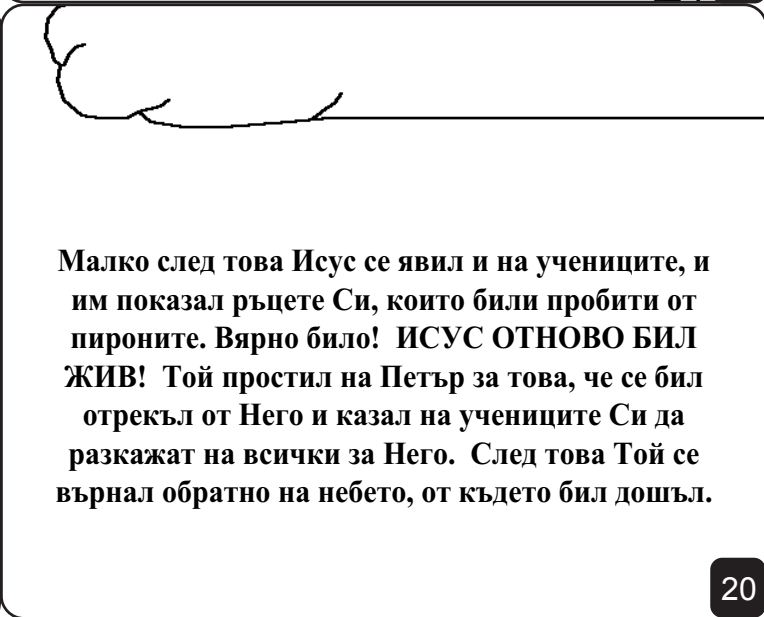 Малко след това Исус се явил и на учениците, и
им показал ръцете Си, които били пробити от
пироните. Вярно било!  ИСУС ОТНОВО БИЛ
ЖИВ!  Той простил на Петър за това, че се бил
отрекъл от Него и казал на учениците Си да
разкажат на всички за Него.  След това Той се
върнал обратно на небето, от където бил дошъл.
20